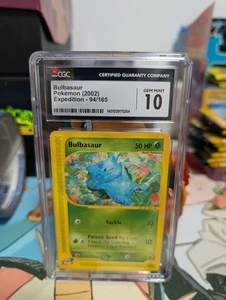 CGC
CERTIFIED GUARANTY COMPANY
Bulbasaur
Pokémon (2002)
Expedition - 94/165
GEM MINT
10
Bulbasaur
50 HP
Tackle
10
Poison Seed
10